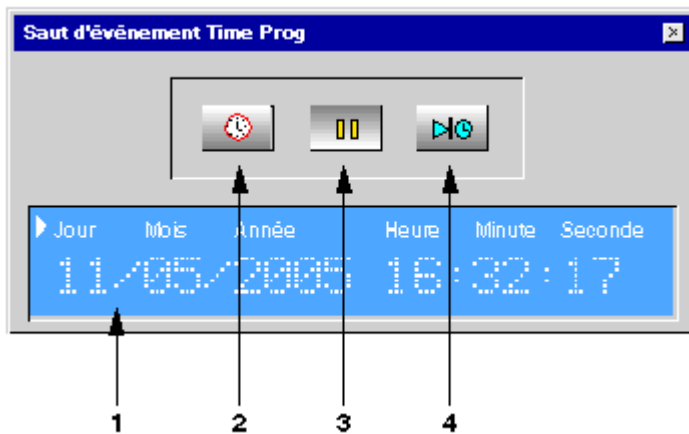 Saut d'évènement Time Prog
Jour Mois Année Heure Minute Seconde
11/05/2005 16:32:17
1 2 3 4